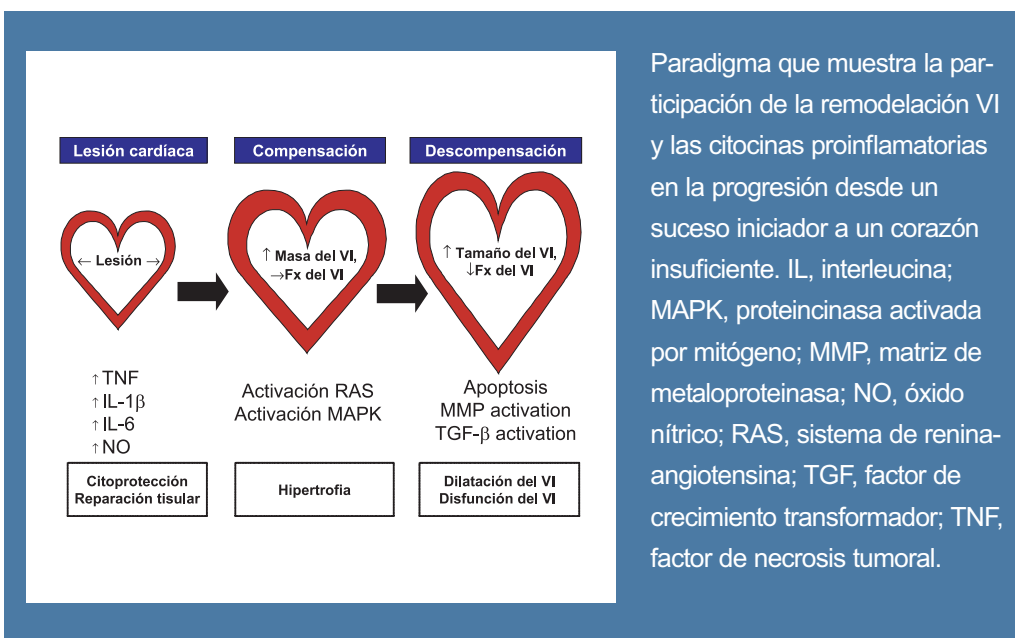 Lesión cardíaca
Compensación
Descompensación
← Lesión →
↑ Masa del VI,
→Fx del VI
↑ Tamaño del VI,
↓Fx del VI
↑ TNF
↑ IL-1β
↑ IL-6
↑ NO
Activación RAS
Activación MAPK
Apoptosis
MMP activation
TGF-β activation
Citoprotección
Reparación tisular
Hipertrofia
Dilatación del VI
Disfunción del VI
Paradigma que muestra la par-
ticipación de la remodelación VI
y las citocinas proinflamatorias
en la progresión desde un
suceso iniciador a un corazón
insuficiente. IL, interleucina;
MAPK, proteincinasa activada
por mitógeno; MMP, matriz de
metaloproteinasa; NO, óxido
nítrico; RAS, sistema de renina-
angiotensina; TGF, factor de
crecimiento transformador; TNF,
factor de necrosis tumoral.